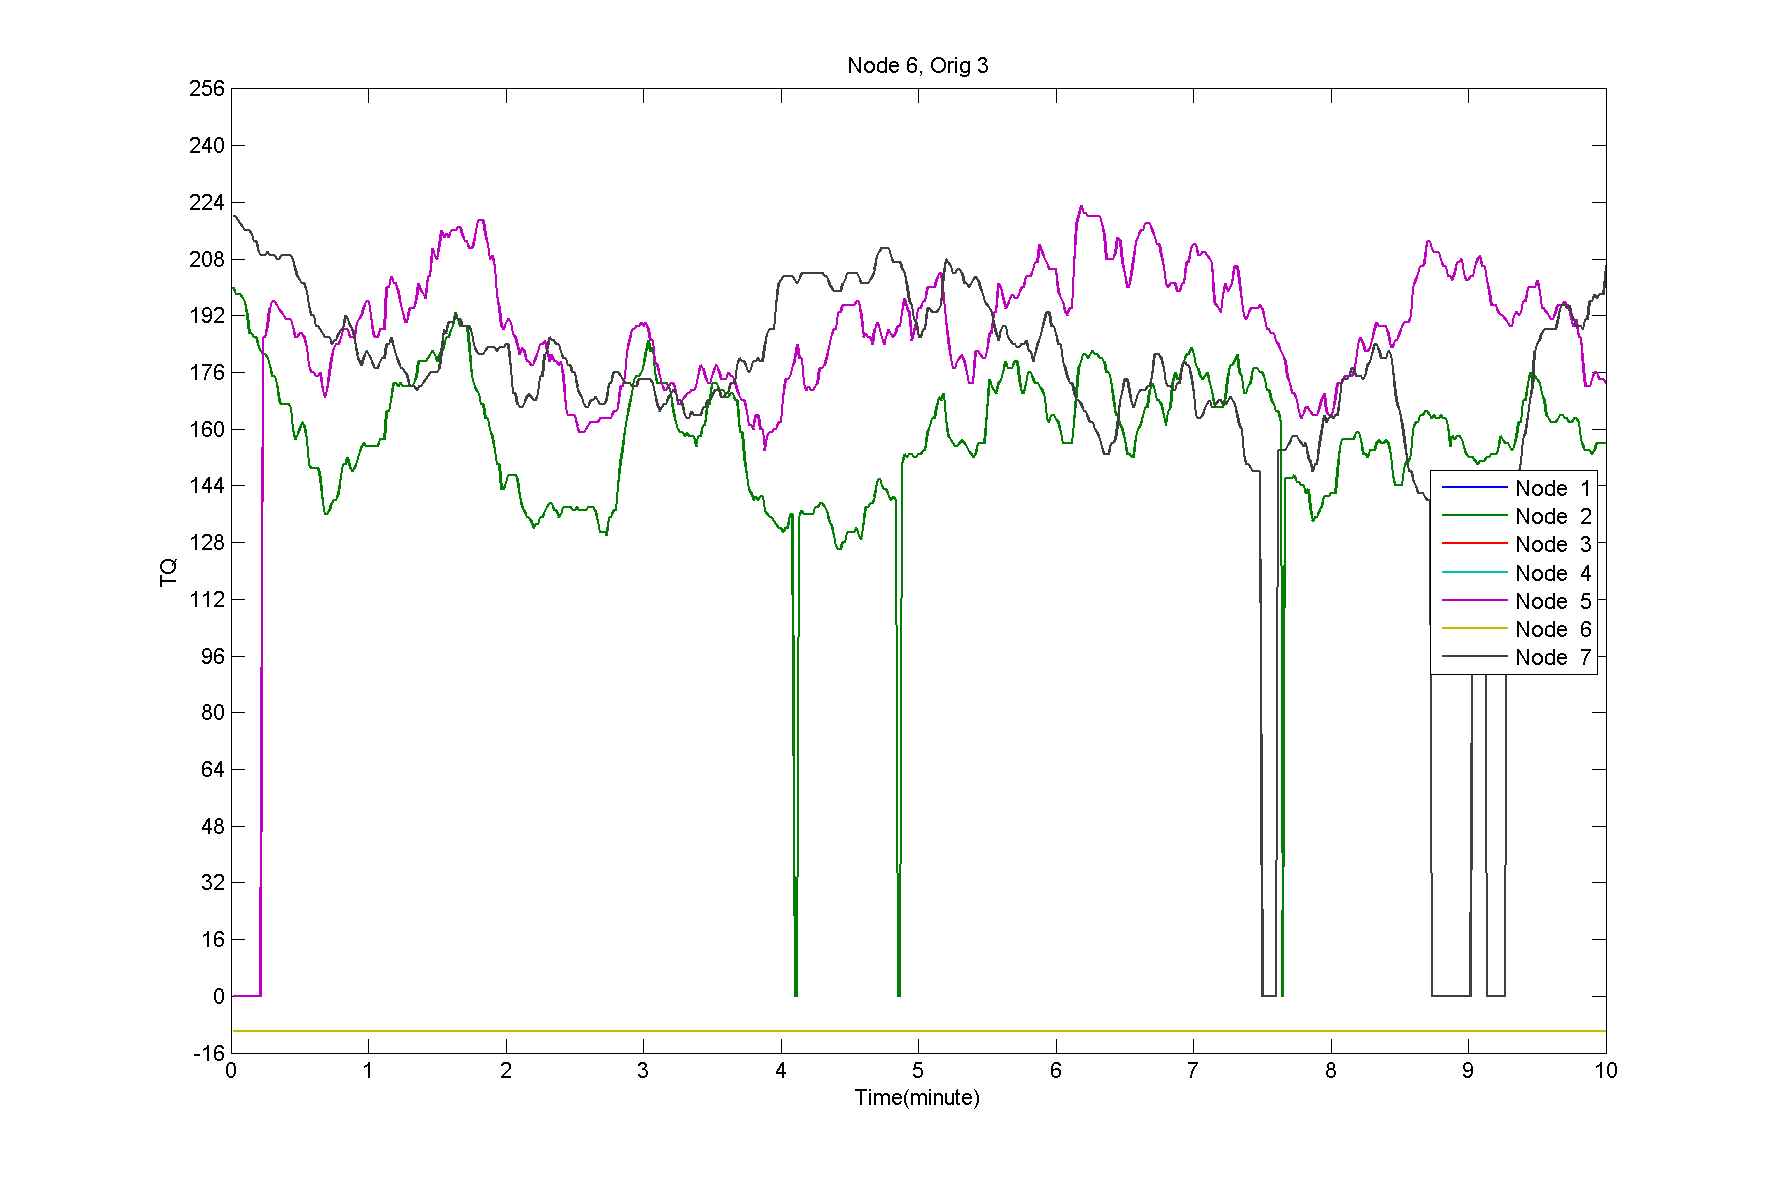 Node 6, Orig 3
256
240
224
208
192
176
160
144
128
112
96
80
64
48
32
16
0
-16
TQ
Node 1
Node 2
Node 3
Node 4
Node 5
Node 6
Node 7
0 1 2 3 4 5 6 7 8 9 10
Time(minute)